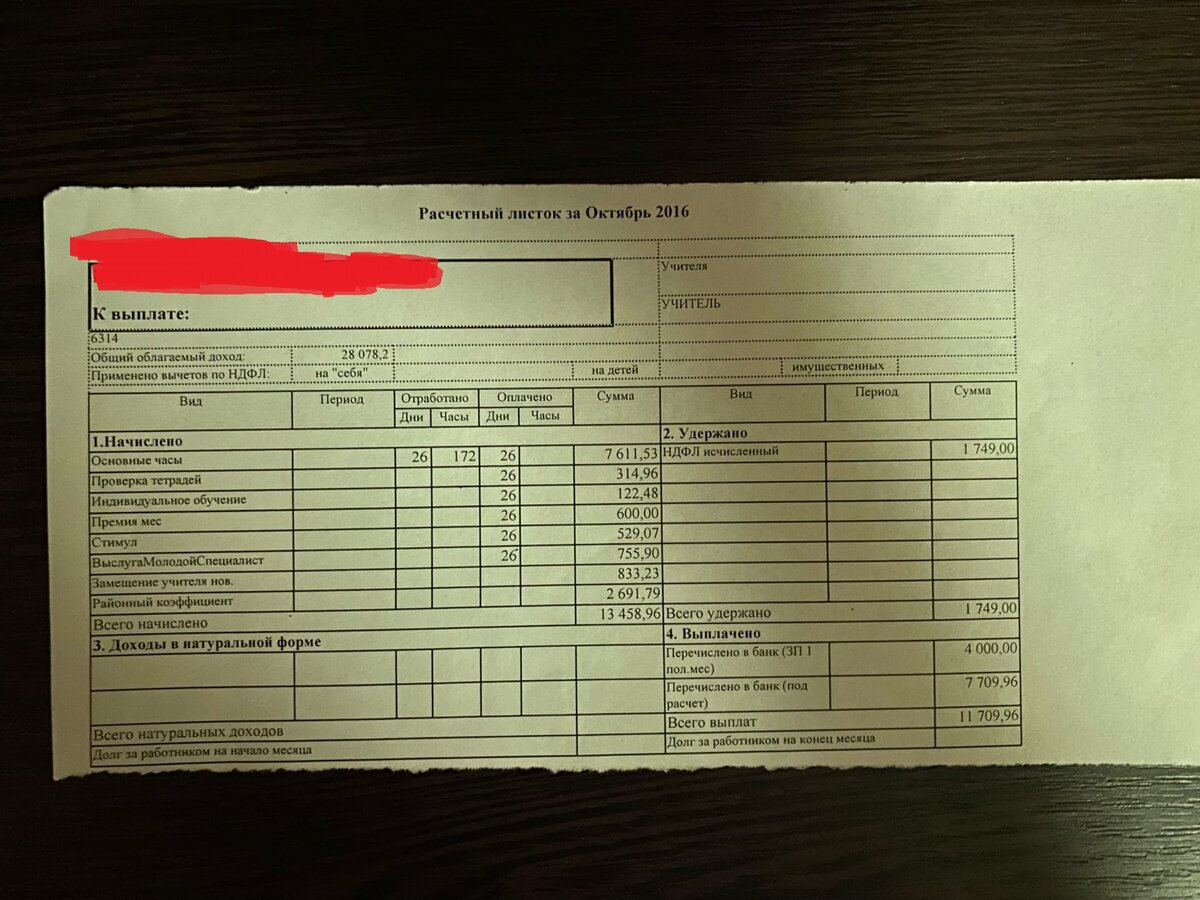 Расчетный листок за Октябрь 2016
Учителя
К выплате:
УЧИТЕЛЬ
6314
Общий облагаемый доход: 28 078,2
Применено вычетов по НДФЛ: на "себя" на детей имущественных
Вид Период Отработано Оплачено Сумма Вид Период Сумма
Дни Часы Дни Часы
1.Начислено 2. Удержано
Основные часы 26 172 26 7 611,53 НДФЛ исчисленный 1 749,00
Проверка тетрадей 26 314,96
Индивидуальное обучение 26 122,48
Премия мес 26 600,00
Стимул 26 529,07
ВыслугаМолодойСпециалист 26 755,90
Замещение учителя нов. 833,23
Районный коэффициент 2 691,79
Всего начислено 13 458,96 Всего удержано 1 749,00
3. Доходы в натуральной форме 4. Выплачено
Перечислено в банк (ЗП 1 4 000,00
пол.мес)
Перечислено в банк (под 7 709,96
расчет)
Всего натуральных доходов Всего выплат 11 709,96
Долг за работником на начало месяца Долг за работником на конец месяца